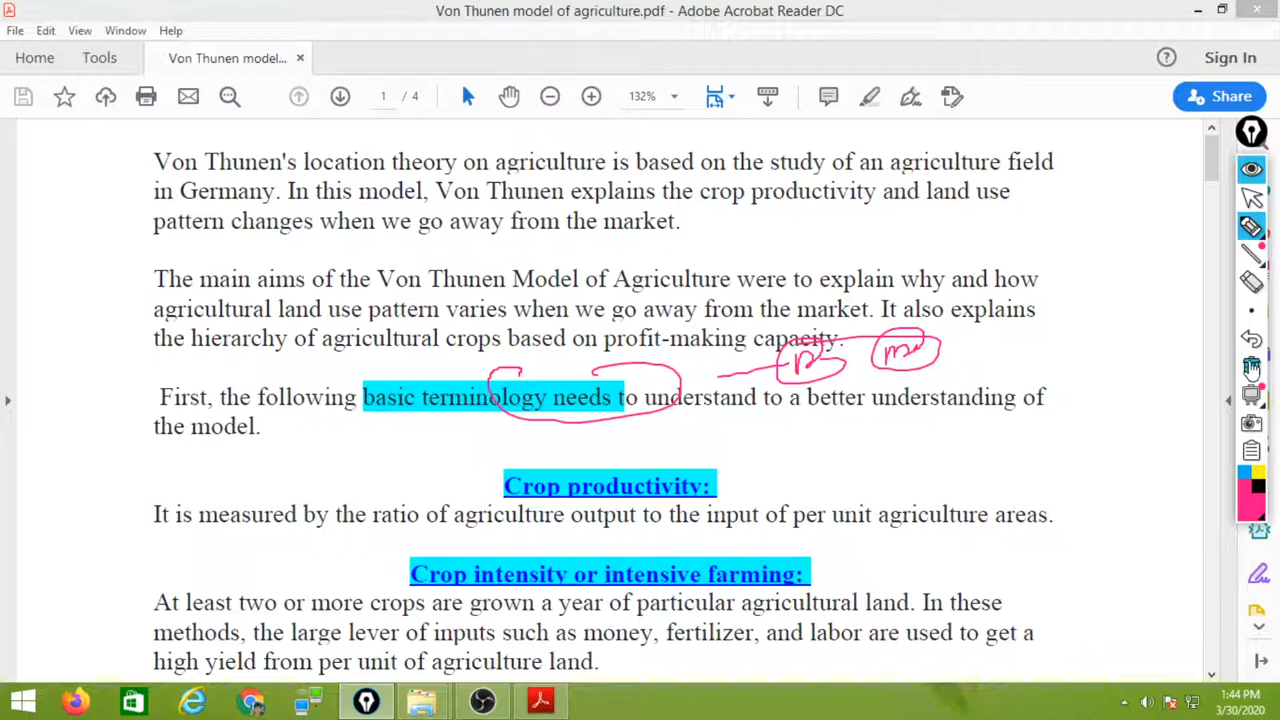 Von Thunen model of agriculture.pdf - Adobe Acrobat Reader DC
File Edit View Window Help
Home Tools Von Thunen model... × Sign In
1 / 4 132% Share
Von Thunen's location theory on agriculture is based on the study of an agriculture field
in Germany. In this model, Von Thunen explains the crop productivity and land use
pattern changes when we go away from the market.
The main aims of the Von Thunen Model of Agriculture were to explain why and how
agricultural land use pattern varies when we go away from the market. It also explains
the hierarchy of agricultural crops based on profit-making capacity.
First, the following basic terminology needs to understand to a better understanding of
the model.
Crop productivity:
It is measured by the ratio of agriculture output to the input of per unit agriculture areas.
Crop intensity or intensive farming:
At least two or more crops are grown a year of particular agricultural land. In these
methods, the large lever of inputs such as money, fertilizer, and labor are used to get a
high yield from per unit of agriculture land.
1:44 PM
3/30/2020